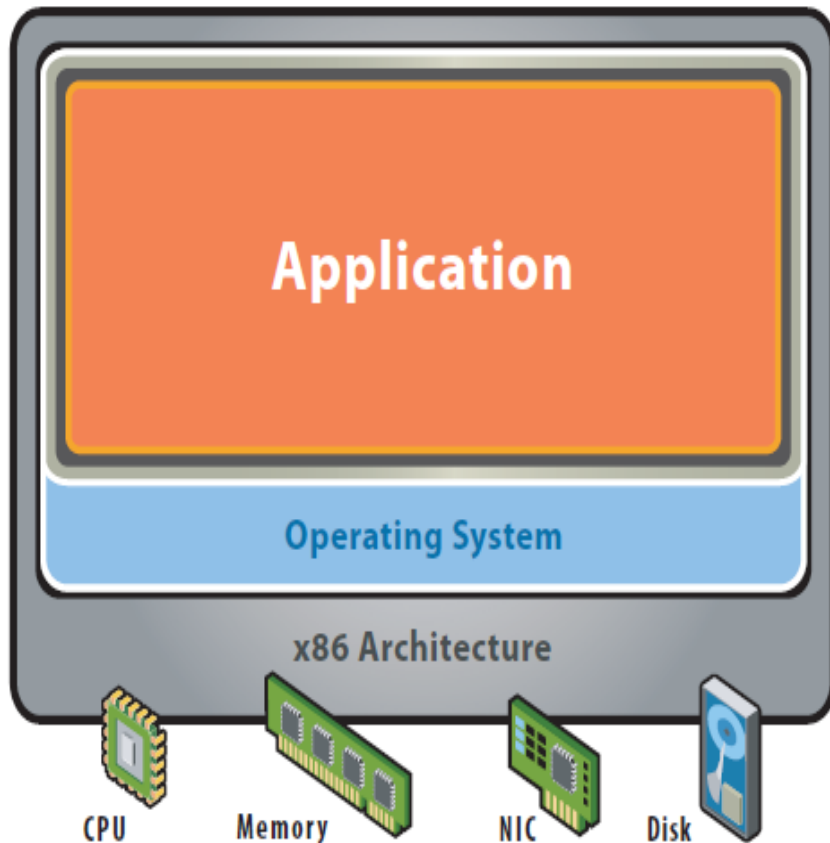 Application
Operating System
x86 Architecture
CPU Memory NIC Disk